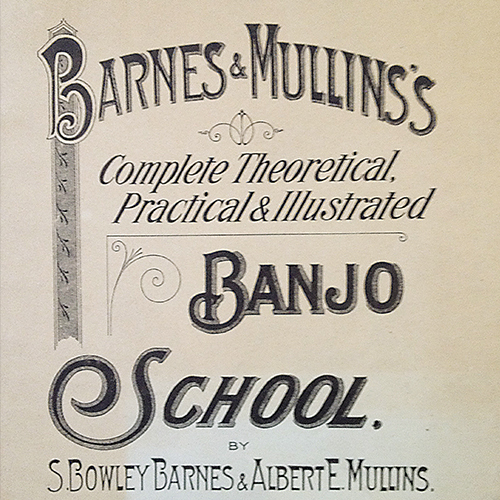 BARNES & MULLINS'S
Complete Theoretical,
Practical & Illustrated
BANJO
SCHOOL.
BY
S. BOWLEY BARNES & ALBERT E. MULLINS.